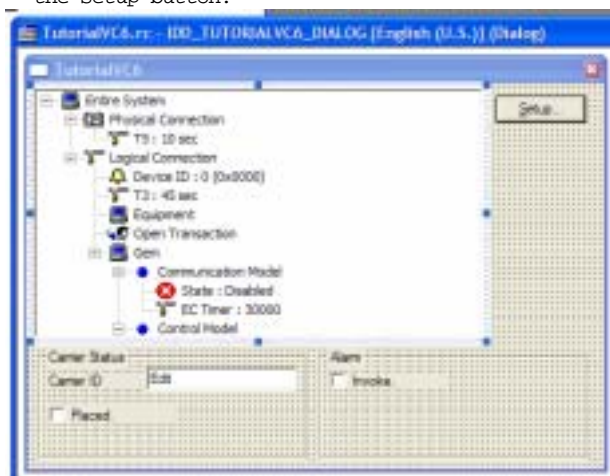 the Setup button.
TutorialVC6.rc - IDD_TUTORIALVC6_DIALOG [English (U.S.)] (Dialog)
TutorialVC6
Entire System
Setup...
Physical Connection
T5 : 10 sec
Logical Connection
Device ID : 0 (0x0000)
T3 : 45 sec
Equipment
Open Transaction
Gem
Communication Model
State : Disabled
EC Timer : 30000
Control Model
Carrier Status
Alarm
Carrier ID
Edit
Invoke
Placed